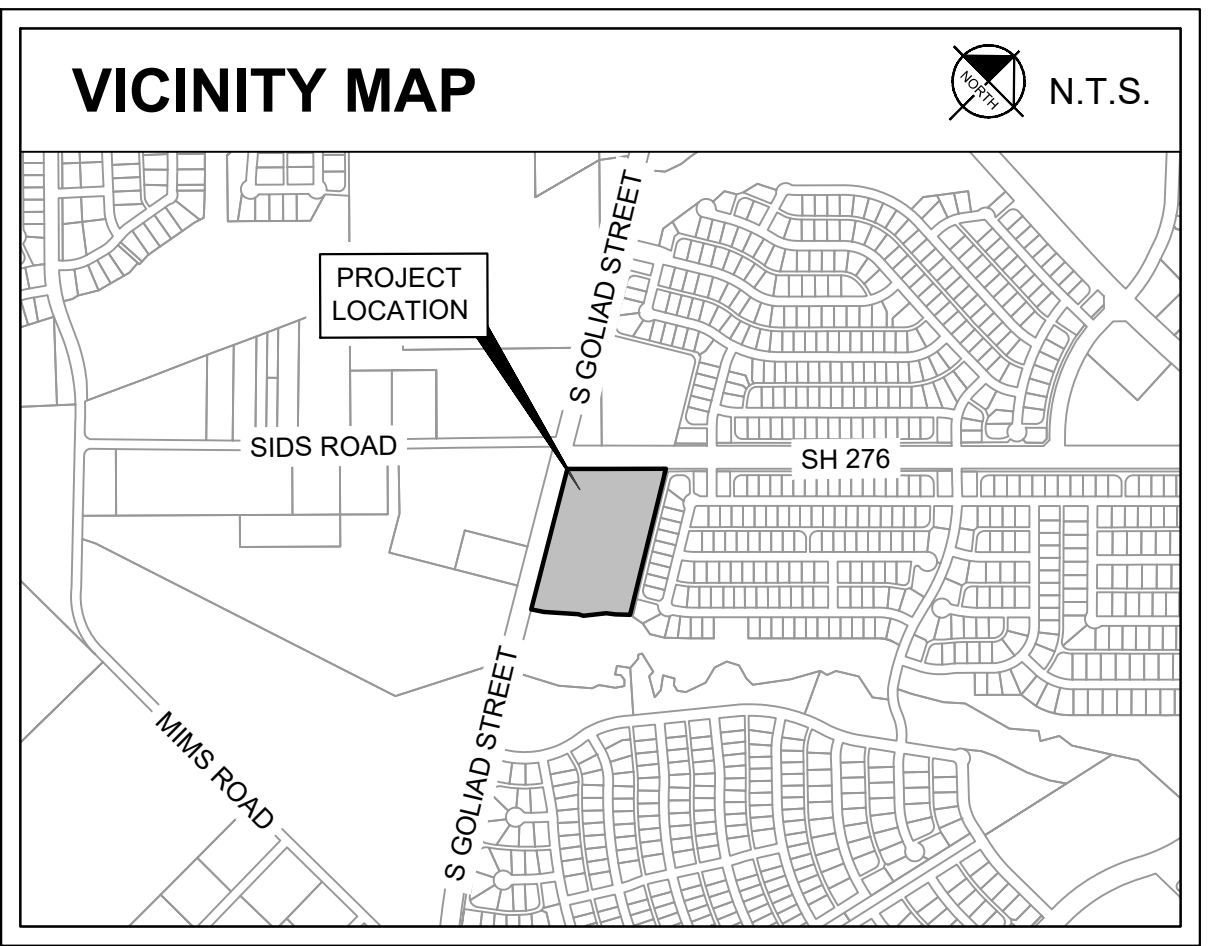 VICINITY MAP
NORTH
N.T.S.
S GOLIAD STREET
PROJECT
LOCATION
SIDS ROAD
SH 276
S GOLIAD STREET
MIMS ROAD